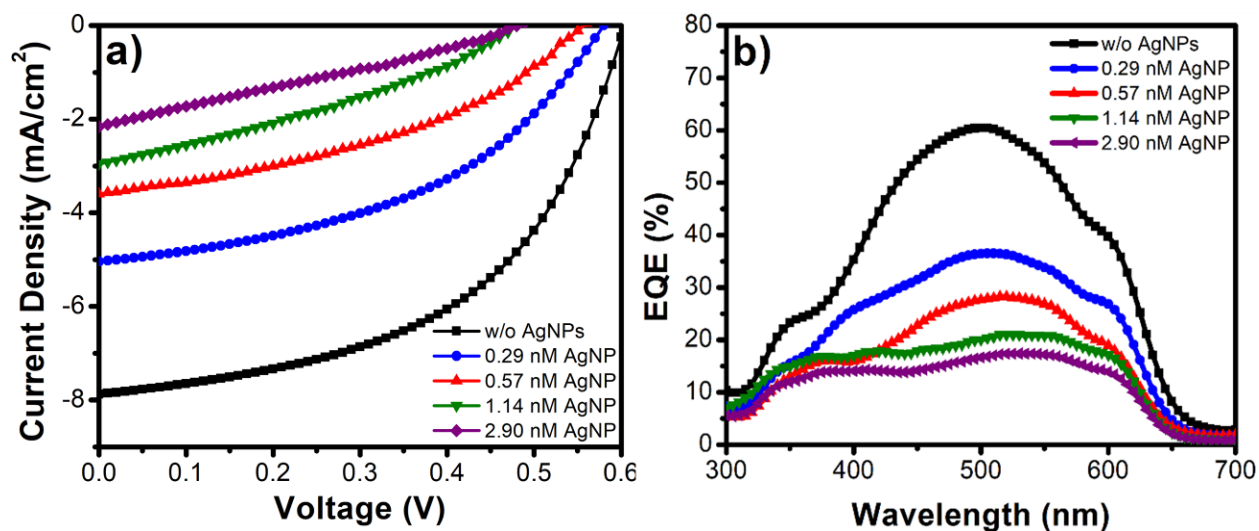 a)
Current Density (mA/cm²)
0
-2
-4
-6
-8
w/o AgNPs
0.29 nM AgNP
0.57 nM AgNP
1.14 nM AgNP
2.90 nM AgNP
0.0 0.1 0.2 0.3 0.4 0.5 0.6
Voltage (V)
b)
EQE (%)
80
70
60
50
40
30
20
10
0
w/o AgNPs
0.29 nM AgNP
0.57 nM AgNP
1.14 nM AgNP
2.90 nM AgNP
300 400 500 600 700
Wavelength (nm)